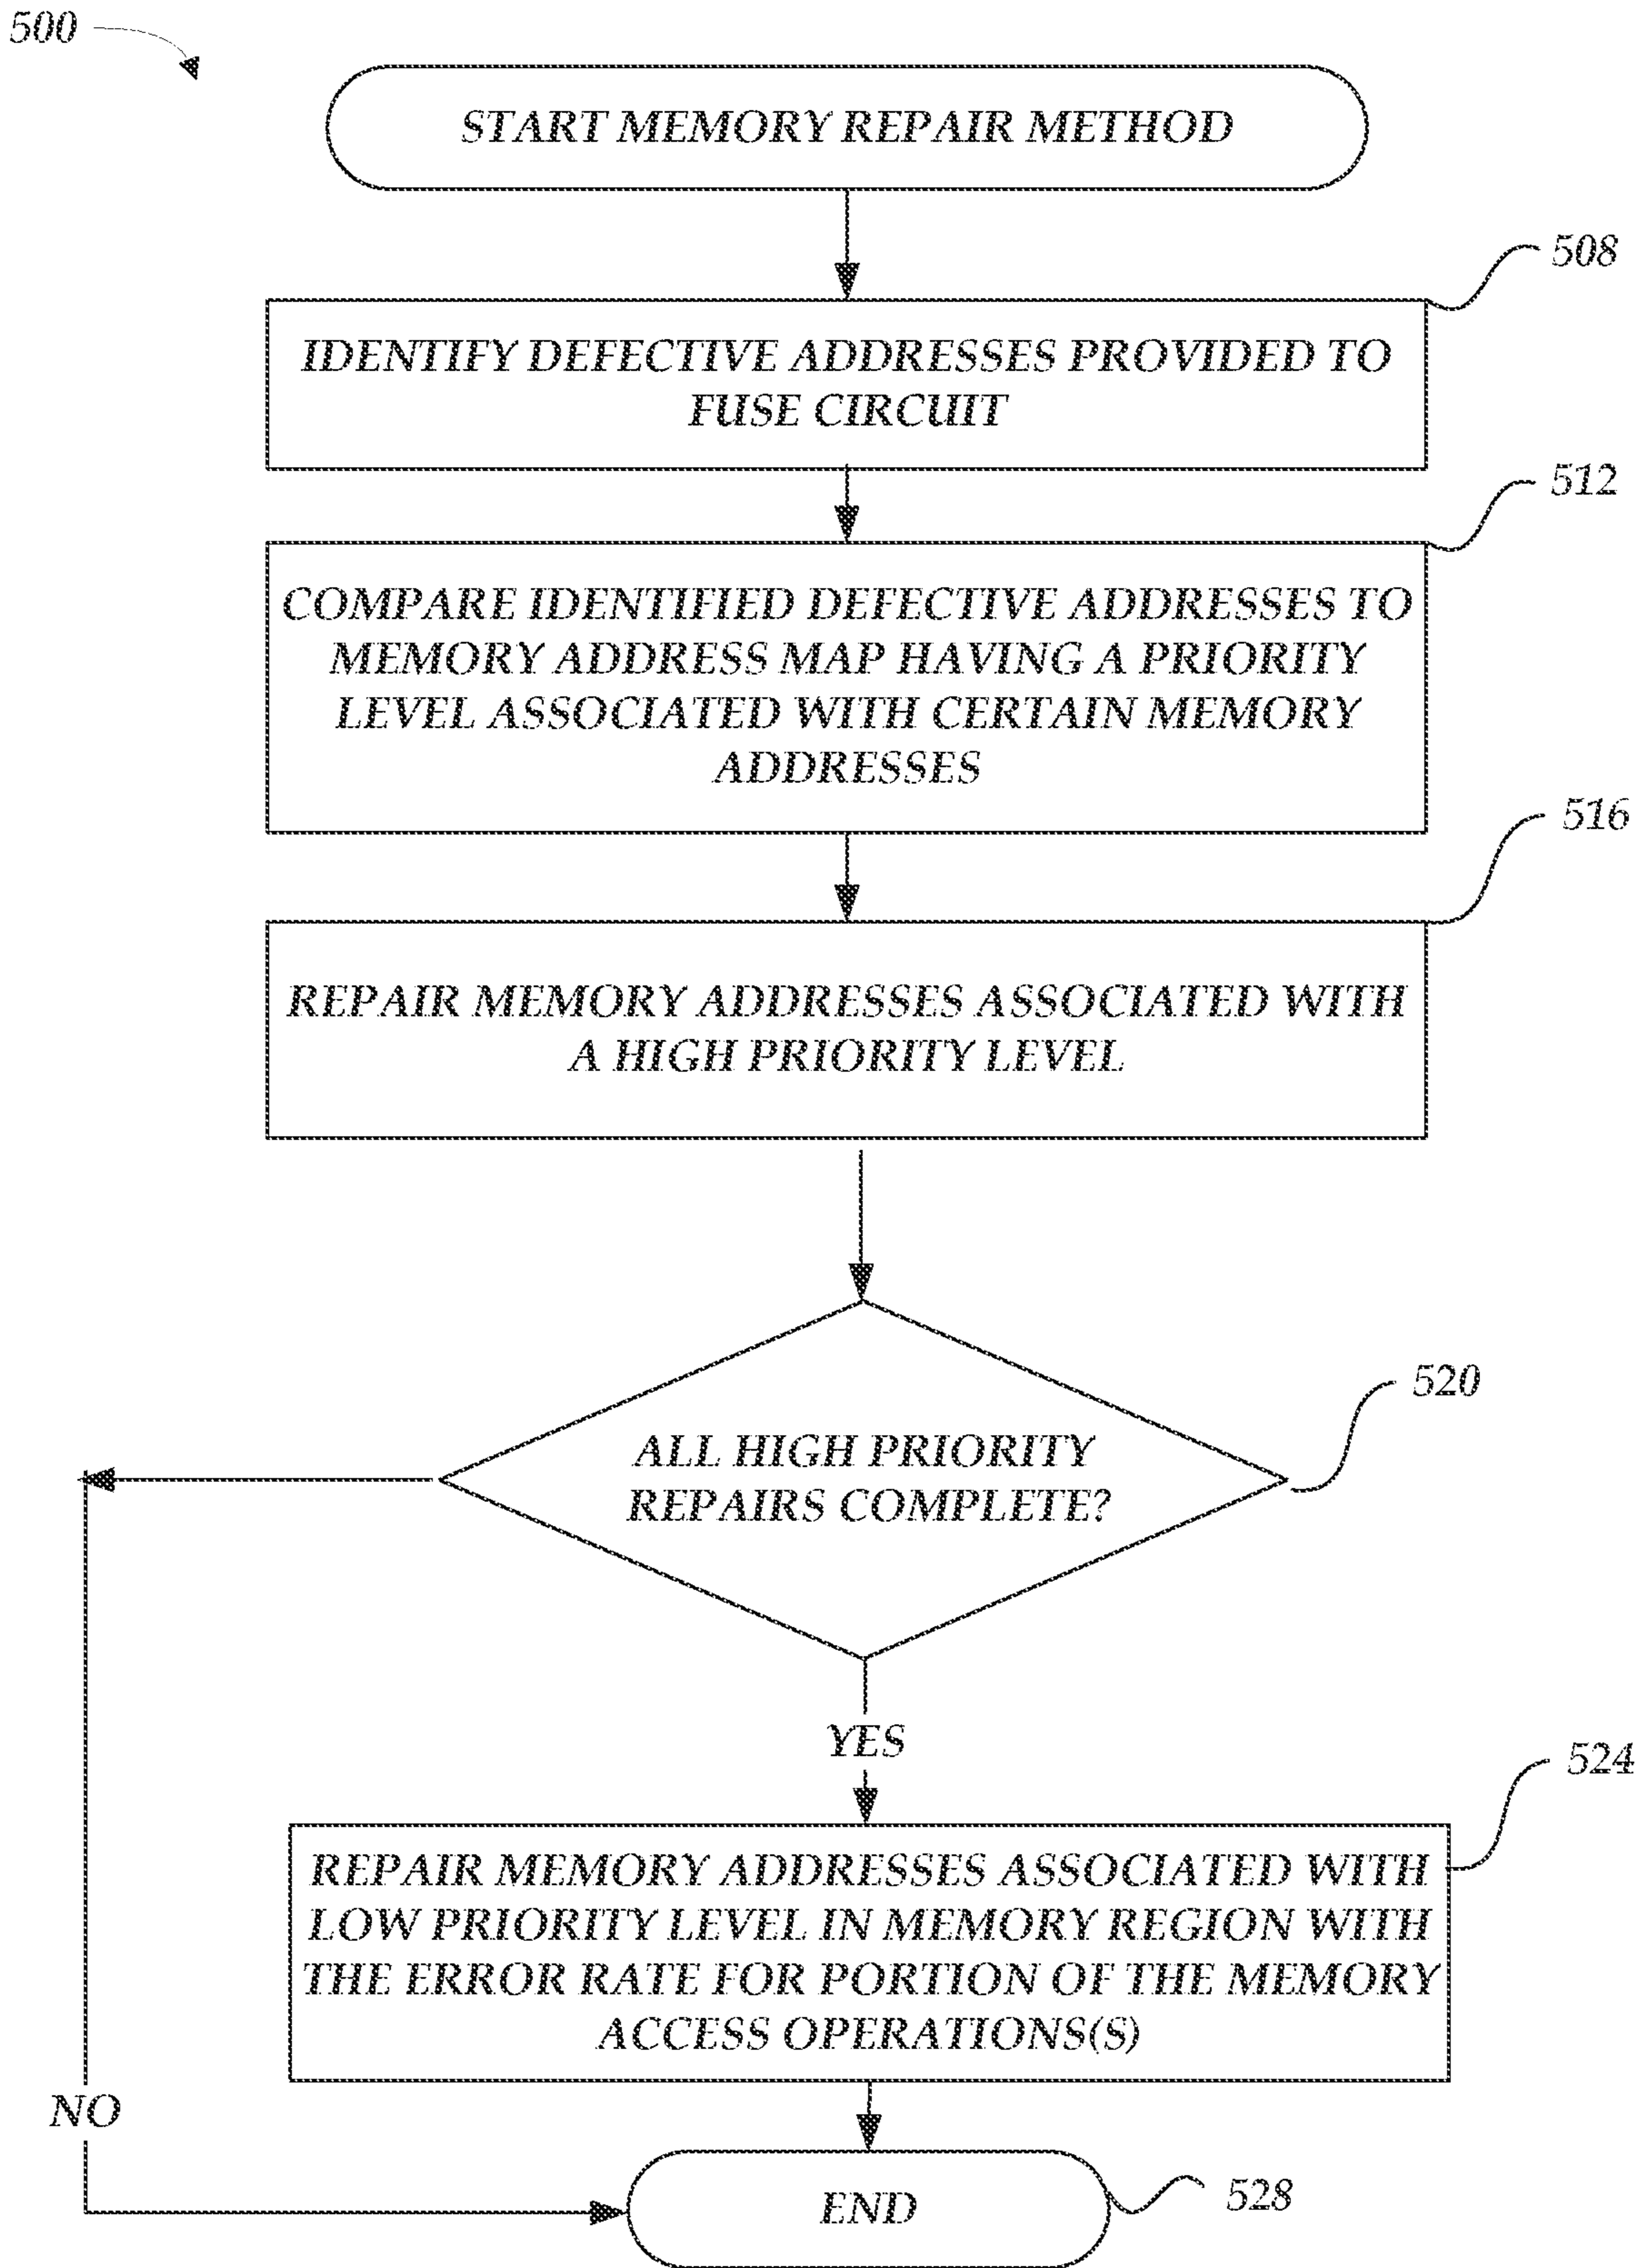 500
START MEMORY REPAIR METHOD
508
IDENTIFY DEFECTIVE ADDRESSES PROVIDED TO
FUSE CIRCUIT
512
COMPARE IDENTIFIED DEFECTIVE ADDRESSES TO
MEMORY ADDRESS MAP HAVING A PRIORITY
LEVEL ASSOCIATED WITH CERTAIN MEMORY
ADDRESSES
516
REPAIR MEMORY ADDRESSES ASSOCIATED WITH
A HIGH PRIORITY LEVEL
520
ALL HIGH PRIORITY
REPAIRS COMPLETE?
YES
524
REPAIR MEMORY ADDRESSES ASSOCIATED WITH
LOW PRIORITY LEVEL IN MEMORY REGION WITH
THE ERROR RATE FOR PORTION OF THE MEMORY
ACCESS OPERATIONS(S)
NO
END
528